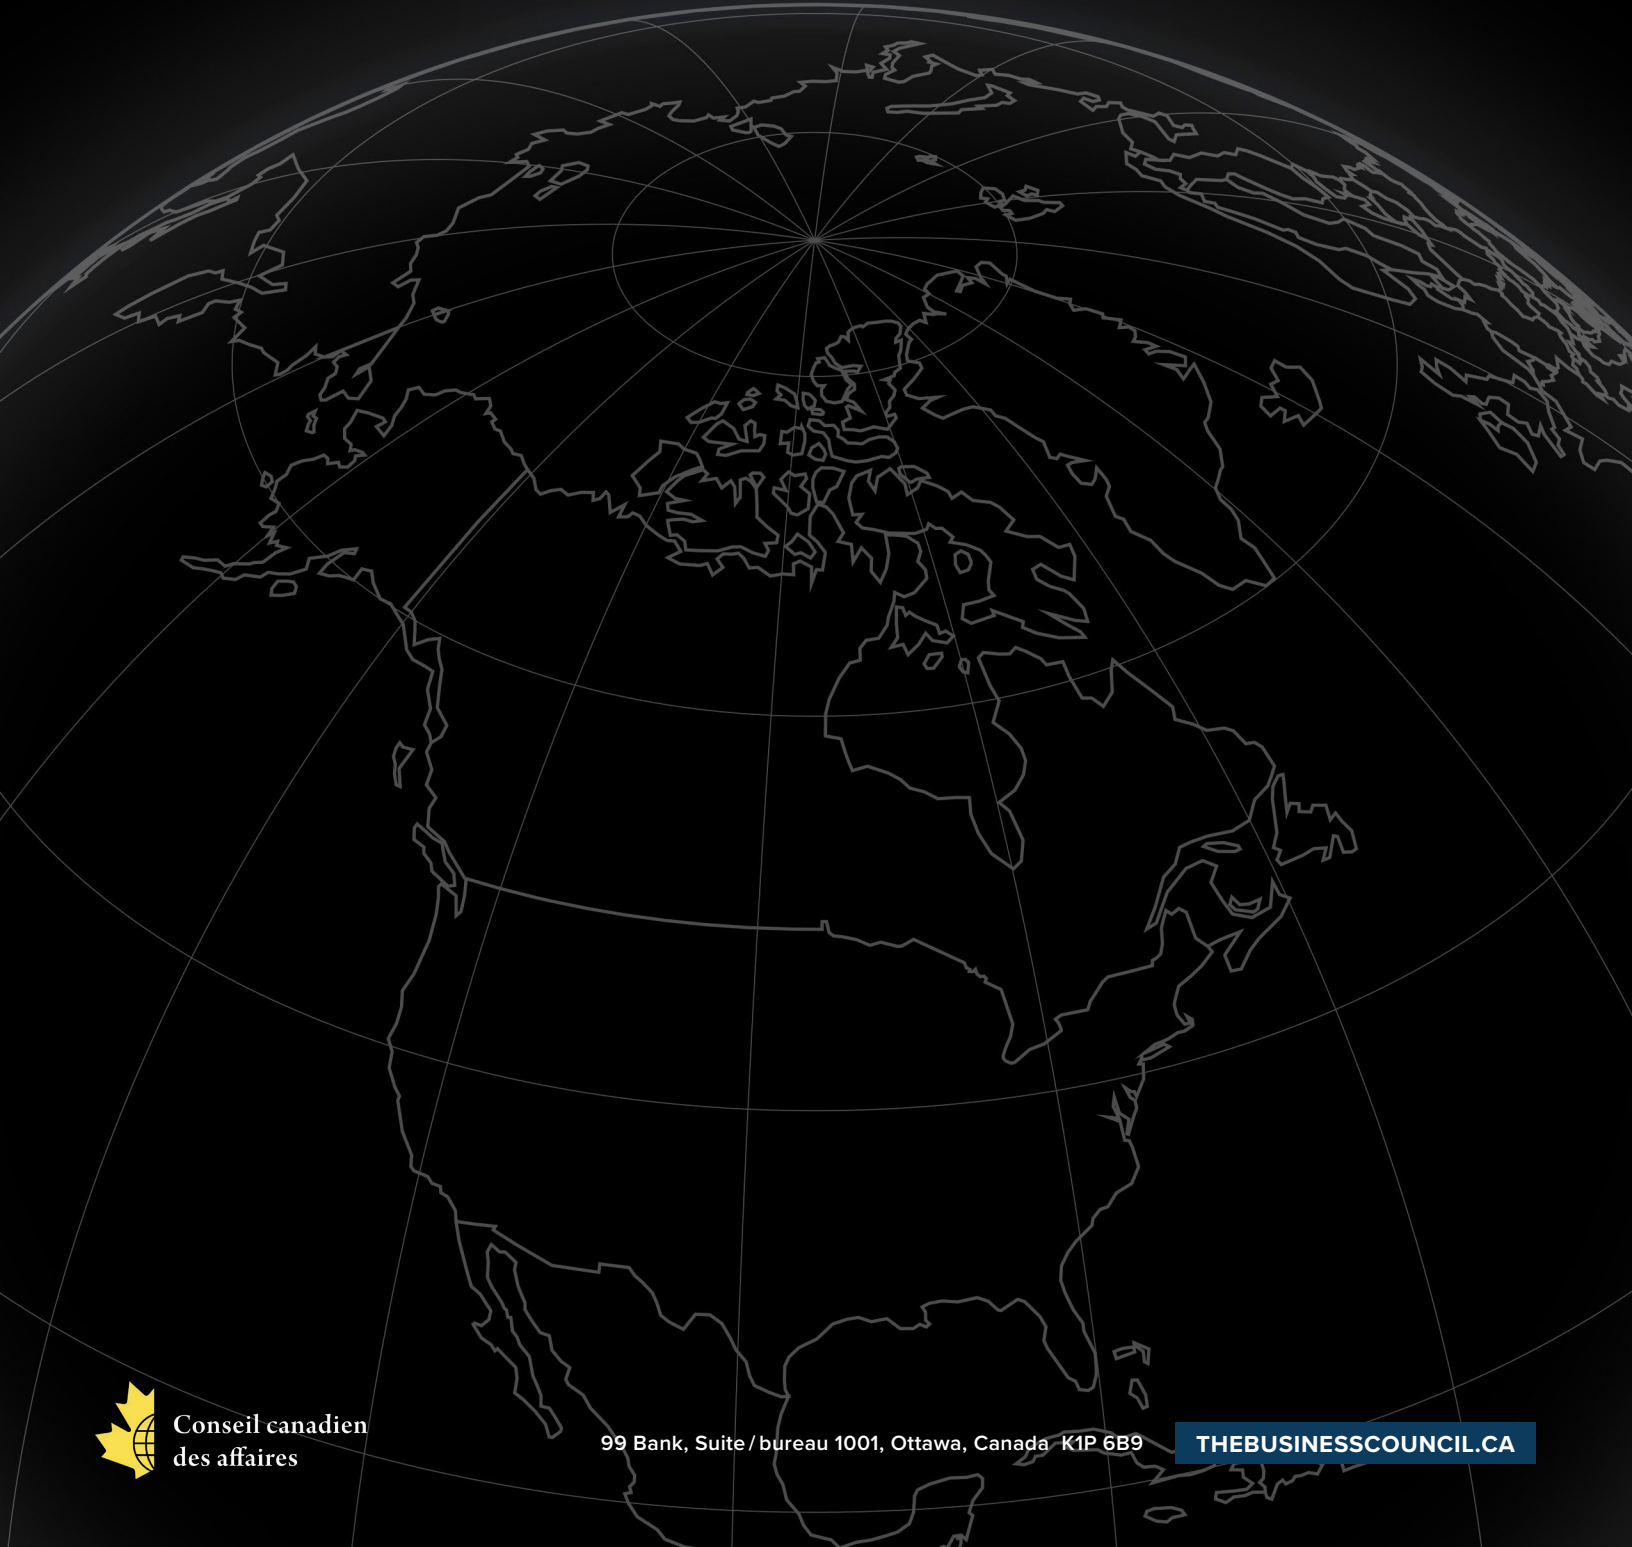 Conseil canadien
des affaires
99 Bank, Suite / bureau 1001, Ottawa, Canada K1P 6B9
THEBUSINESSCOUNCIL.CA